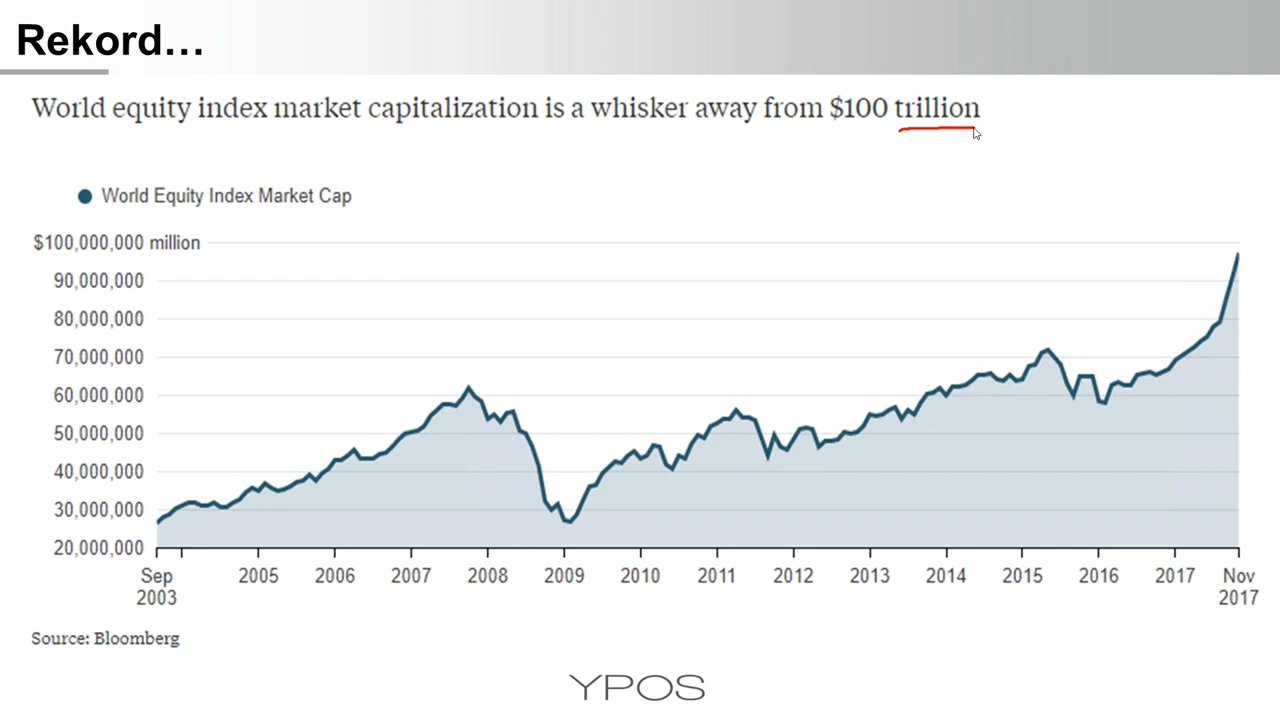 Rekord…
World equity index market capitalization is a whisker away from $100 trillion
World Equity Index Market Cap
$100,000,000 million
90,000,000
80,000,000
70,000,000
60,000,000
50,000,000
40,000,000
30,000,000
20,000,000
Sep 2005 2006 2007 2008 2009 2010 2011 2012 2013 2014 2015 2016 2017 Nov
2003 2017
Source: Bloomberg
YPOS